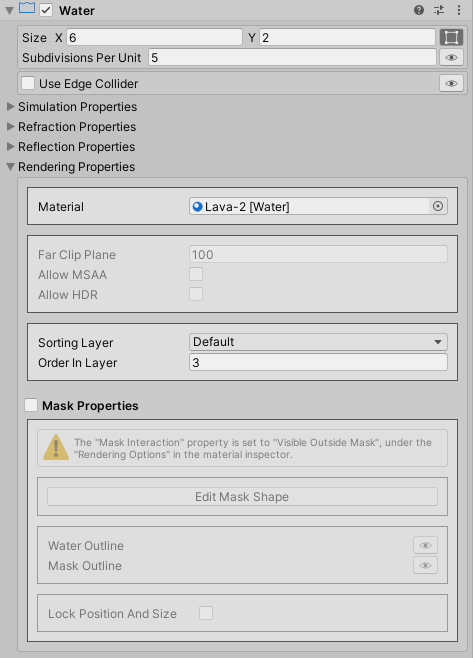 Water
Size X 6 Y 2
Subdivisions Per Unit 5
Use Edge Collider
Simulation Properties
Refraction Properties
Reflection Properties
Rendering Properties
Material Lava-2 [Water]
Far Clip Plane 100
Allow MSAA
Allow HDR
Sorting Layer Default
Order In Layer 3
Mask Properties
The "Mask Interaction" property is set to "Visible Outside Mask", under the
"Rendering Options" in the material inspector.
Edit Mask Shape
Water Outline
Mask Outline
Lock Position And Size